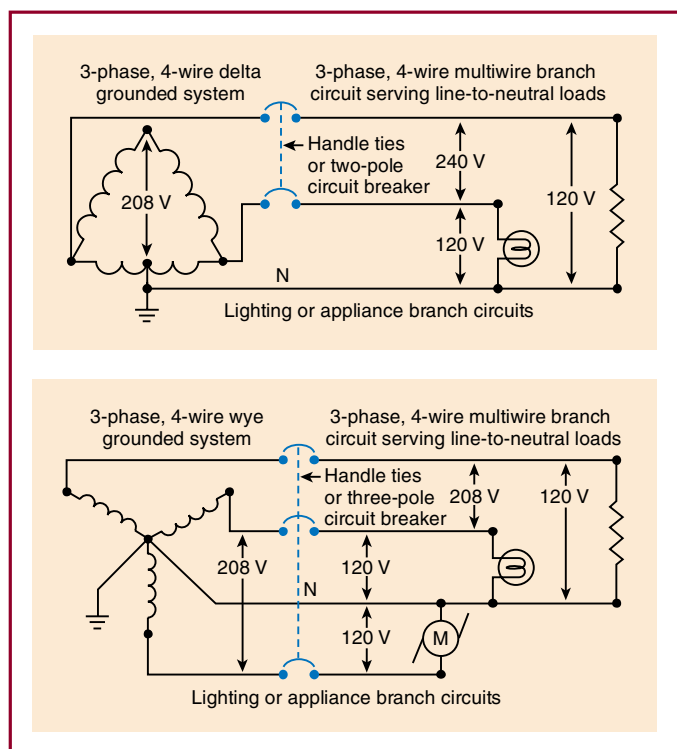 3-phase, 4-wire delta
grounded system
3-phase, 4-wire multiwire branch
circuit serving line-to-neutral loads
Handle ties
or two-pole
circuit breaker
208 V
240 V
120 V
120 V
N
Lighting or appliance branch circuits
3-phase, 4-wire wye
grounded system
3-phase, 4-wire multiwire branch
circuit serving line-to-neutral loads
Handle ties
or three-pole
circuit breaker
208 V
120 V
208 V
120 V
N
120 V
M
Lighting or appliance branch circuits